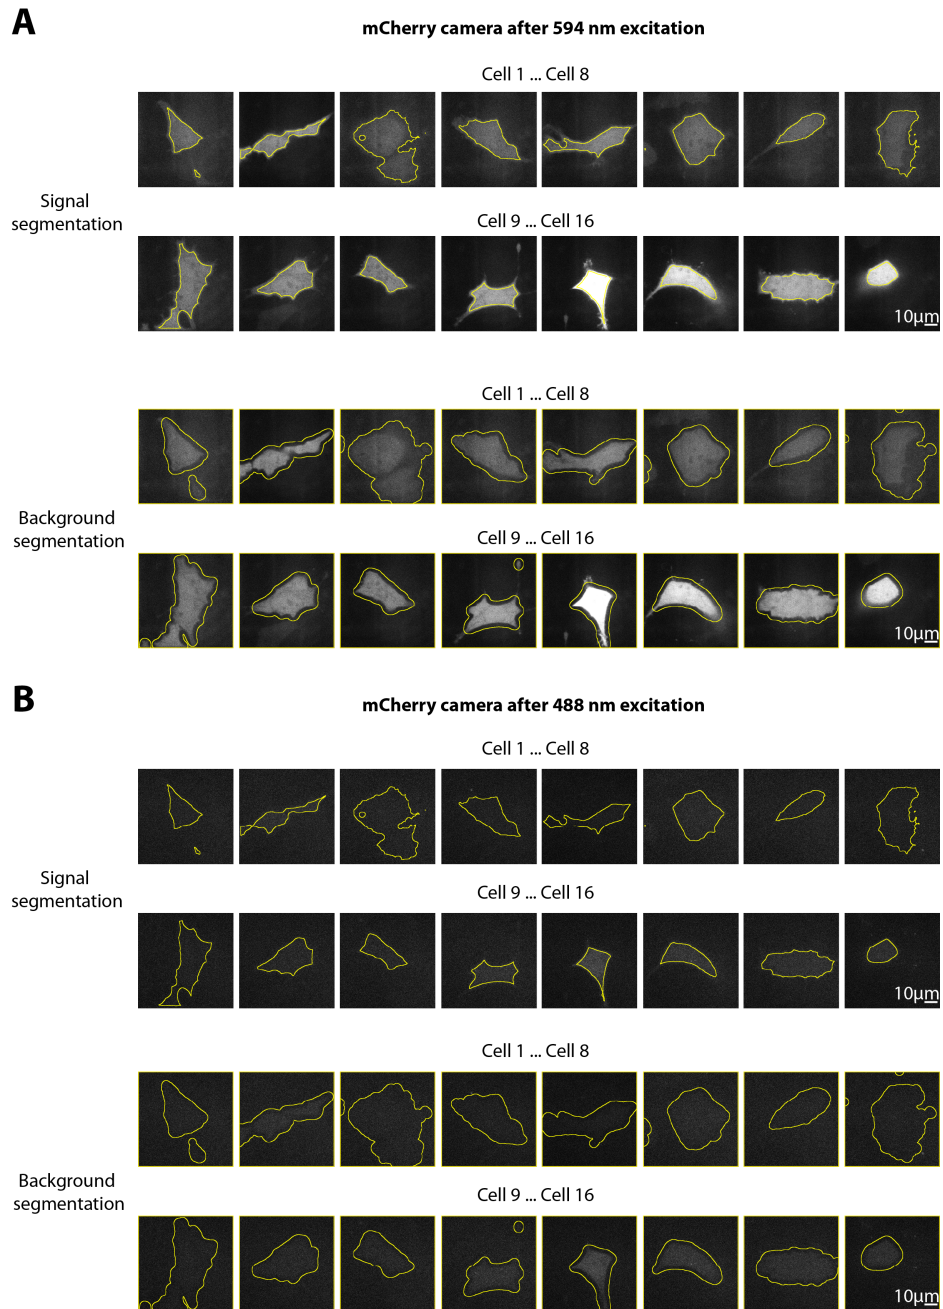 A
mCherry camera after 594 nm excitation
Cell 1 ... Cell 8
Signal
segmentation
Cell 9 ... Cell 16
10µm
Cell 1 ... Cell 8
Background
segmentation
Cell 9 ... Cell 16
10µm
B
mCherry camera after 488 nm excitation
Cell 1 ... Cell 8
Signal
segmentation
Cell 9 ... Cell 16
10µm
Cell 1 ... Cell 8
Background
segmentation
Cell 9 ... Cell 16
10µm